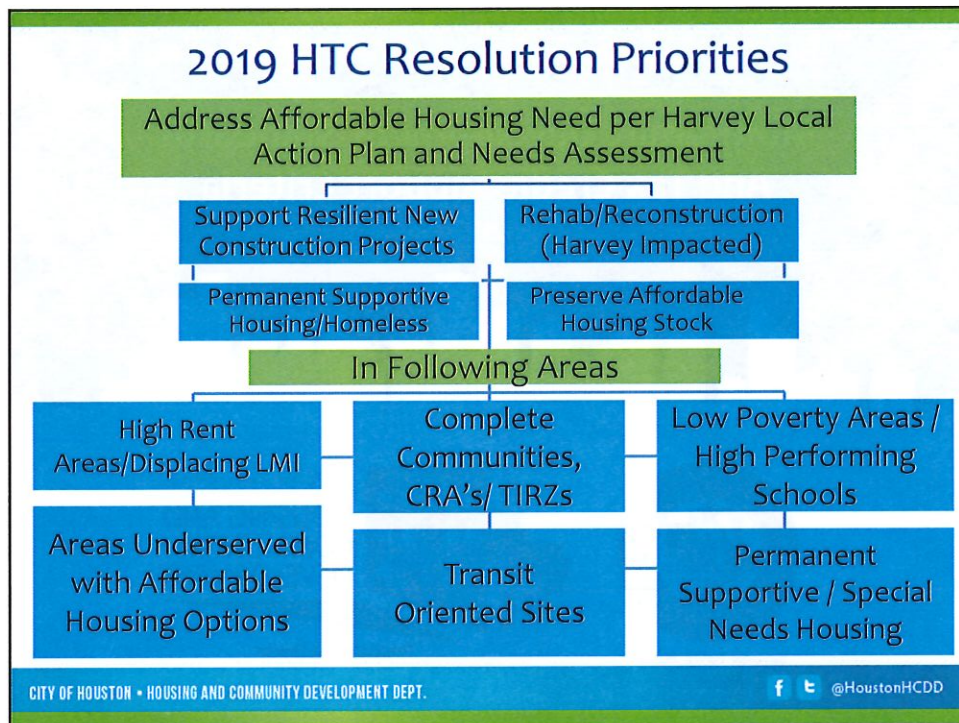 2019 HTC Resolution Priorities
Address Affordable Housing Need per Harvey Local
Action Plan and Needs Assessment
Support Resilient New
Construction Projects
Rehab/Reconstruction
(Harvey Impacted)
Permanent Supportive
Housing/Homeless
Preserve Affordable
Housing Stock
In Following Areas
High Rent
Areas/Displacing LMI
Complete
Communities,
CRA's/ TIRZs
Low Poverty Areas /
High Performing
Schools
Areas Underserved
with Affordable
Housing Options
Transit
Oriented Sites
Permanent
Supportive / Special
Needs Housing
CITY OF HOUSTON • HOUSING AND COMMUNITY DEVELOPMENT DEPT.
@HoustonHCDD